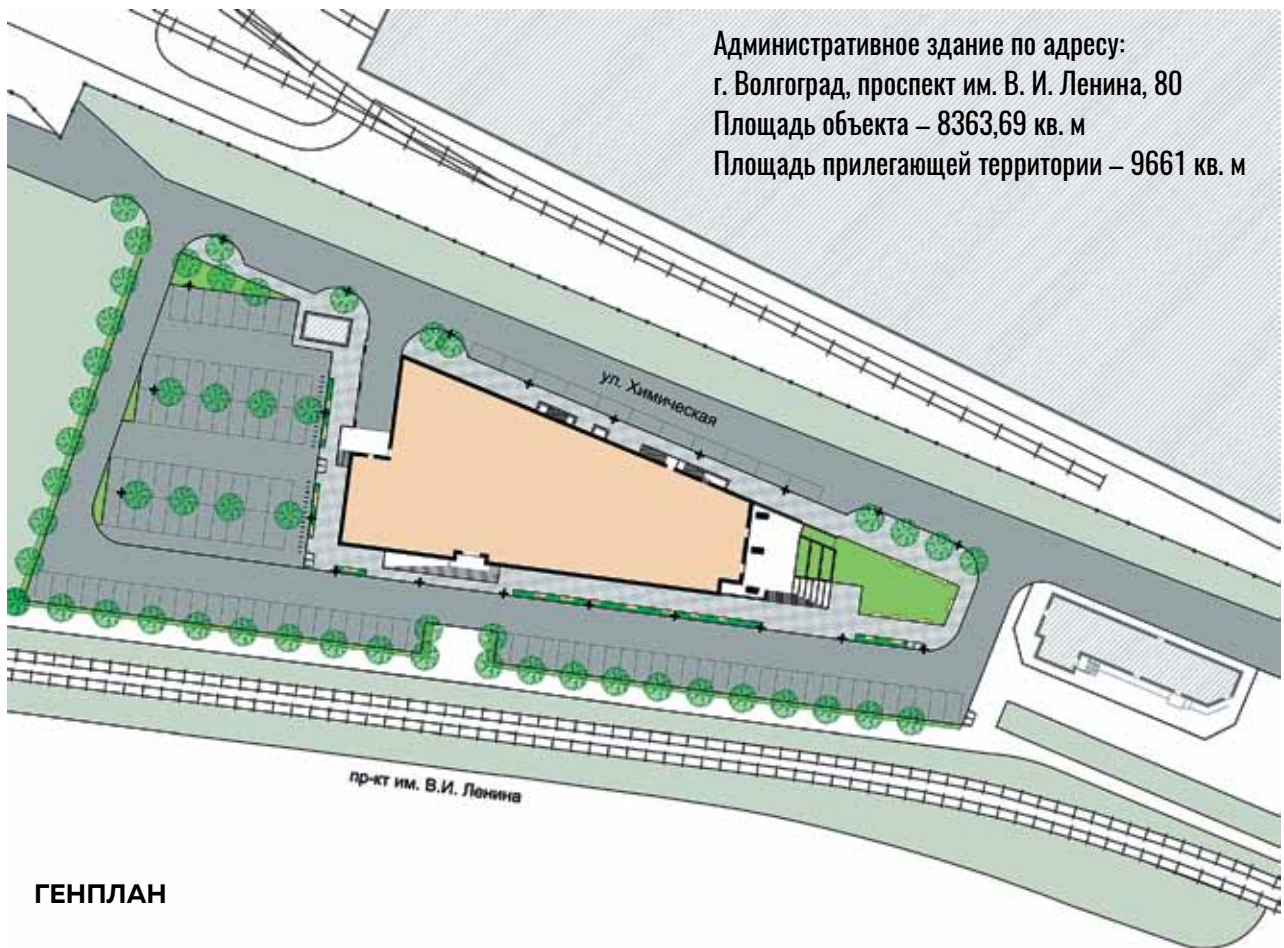 Административное здание по адресу:
г. Волгоград, проспект им. В. И. Ленина, 80
Площадь объекта – 8363,69 кв. м
Площадь прилегающей территории – 9661 кв. м
ул. Химическая
пр-кт им. В.И. Ленина
ГЕНПЛАН